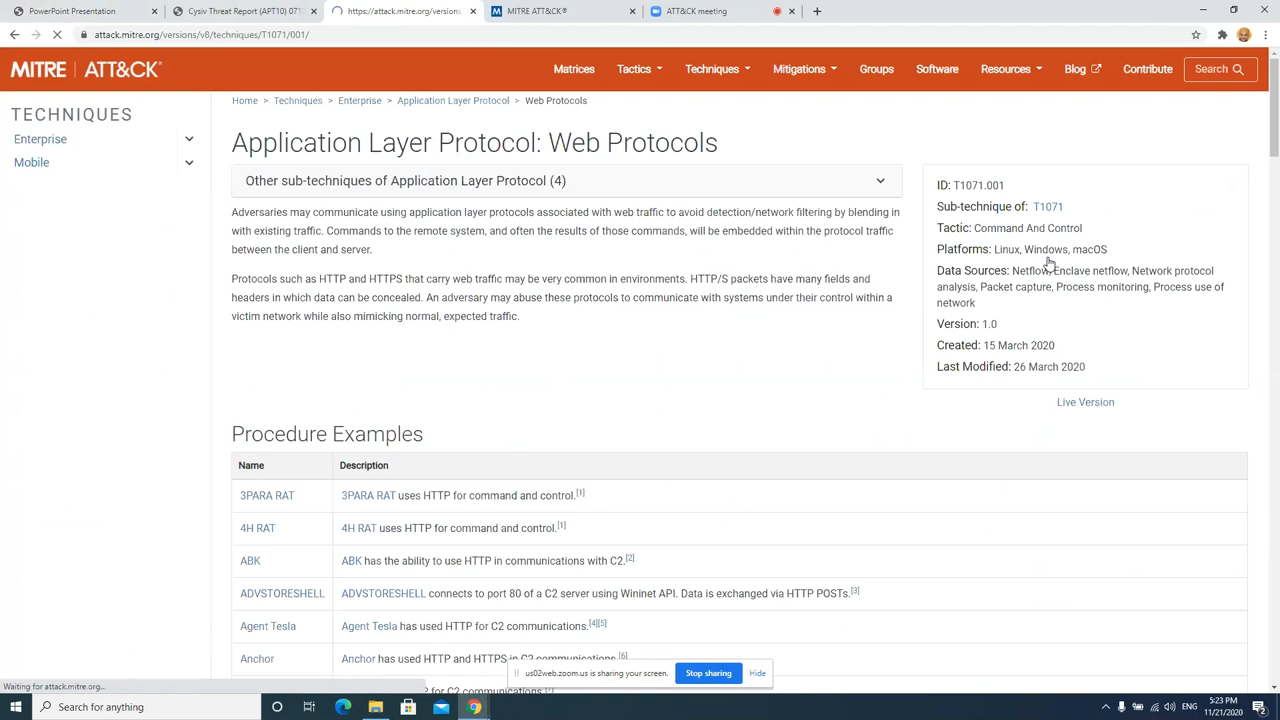 PowerPoint Presentation
Cysiv Threat Report (APT10) 071
https://attack.mitre.org/versions/
MITRE ATT&CK®
ATT&CK meeting
attack.mitre.org/versions/v8/techniques/T1071/001/
MITRE | ATT&CK®
Matrices Tactics Techniques Mitigations Groups Software Resources Blog Contribute Search
TECHNIQUES
Enterprise
Mobile
Home > Techniques > Enterprise > Application Layer Protocol > Web Protocols
Application Layer Protocol: Web Protocols
Other sub-techniques of Application Layer Protocol (4)
Adversaries may communicate using application layer protocols associated with web traffic to avoid detection/network filtering by blending in
with existing traffic. Commands to the remote system, and often the results of those commands, will be embedded within the protocol traffic
between the client and server.
Protocols such as HTTP and HTTPS that carry web traffic may be very common in environments. HTTP/S packets have many fields and
headers in which data can be concealed. An adversary may abuse these protocols to communicate with systems under their control within a
victim network while also mimicking normal, expected traffic.
ID: T1071.001
Sub-technique of: T1071
Tactic: Command And Control
Platforms: Linux, Windows, macOS
Data Sources: Netflow/Enclave netflow, Network protocol
analysis, Packet capture, Process monitoring, Process use of
network
Version: 1.0
Created: 15 March 2020
Last Modified: 26 March 2020
Live Version
Procedure Examples
Name Description
3PARA RAT 3PARA RAT uses HTTP for command and control.[1]
4H RAT 4H RAT uses HTTP for command and control.[1]
ABK ABK has the ability to use HTTP in communications with C2.[2]
ADVSTORESHELL ADVSTORESHELL connects to port 80 of a C2 server using Wininet API. Data is exchanged via HTTP POSTs.[3]
Agent Tesla Agent Tesla has used HTTP for C2 communications.[4][5]
Anchor Anchor has used HTTP and HTTPS in C2 communications.[6]
for C2 communications.
us02web.zoom.us is sharing your screen. Stop sharing Hide
Waiting for attack.mitre.org...
Search for anything
ENG
5:23 PM
11/21/2020
2